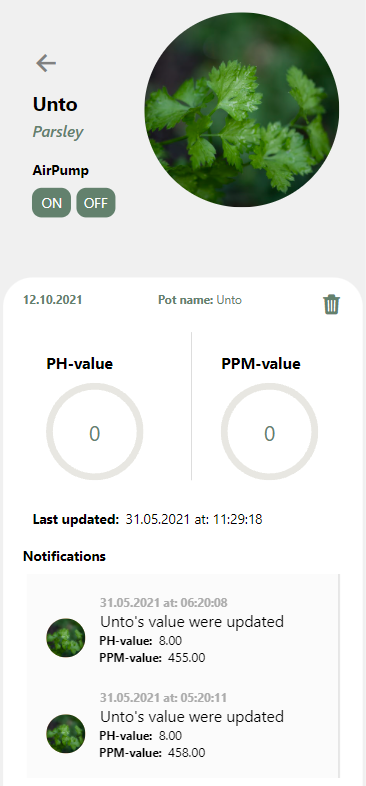 Unto
Parsley
AirPump
ON OFF
12.10.2021 Pot name: Unto
PH-value PPM-value
0 0
Last updated: 31.05.2021 at: 11:29:18
Notifications
31.05.2021 at: 06:20:08
Unto's value were updated
PH-value: 8.00
PPM-value: 455.00
31.05.2021 at: 05:20:11
Unto's value were updated
PH-value: 8.00
PPM-value: 458.00